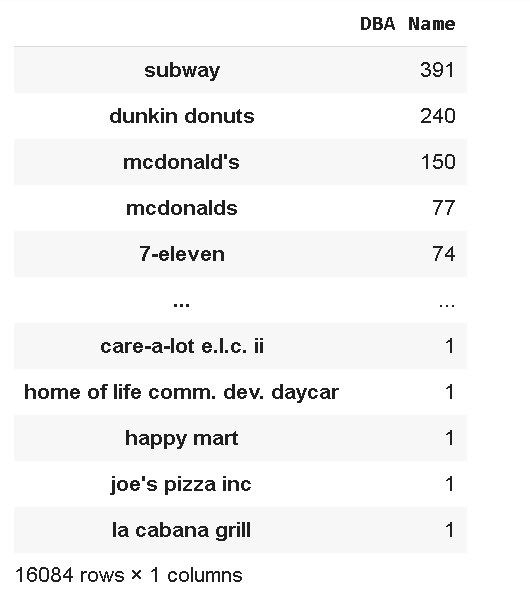 DBA Name
subway 391
dunkin donuts 240
mcdonald's 150
mcdonalds 77
7-eleven 74
... ...
care-a-lot e.l.c. ii 1
home of life comm. dev. daycar 1
happy mart 1
joe's pizza inc 1
la cabana grill 1
16084 rows × 1 columns